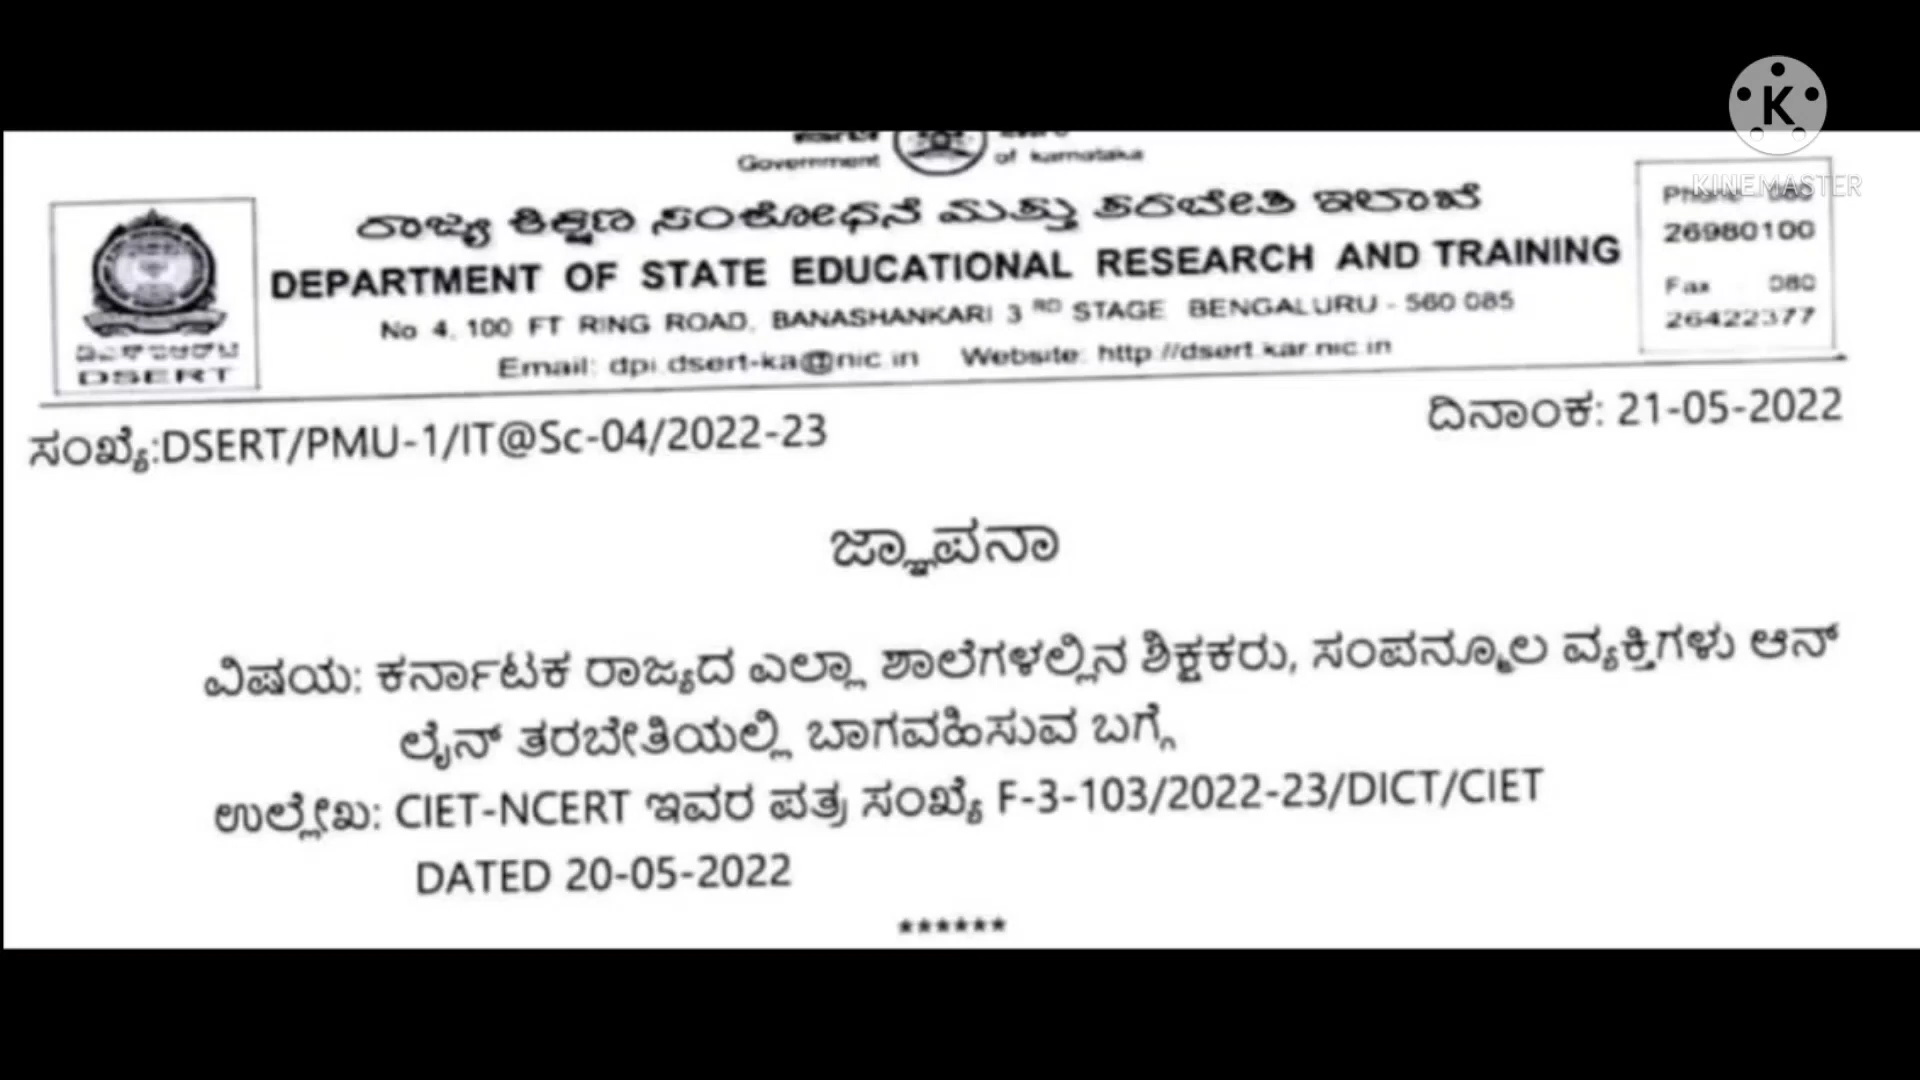 Government of Karnataka
ರಾಜ್ಯ ಶಿಕ್ಷಣ ಸಂಶೋಧನೆ ಮತ್ತು ತರಬೇತಿ ಇಲಾಖೆ
DEPARTMENT OF STATE EDUCATIONAL RESEARCH AND TRAINING
No 4, 100 FT RING ROAD, BANASHANKARI 3 RD STAGE BENGALURU - 560 085
Email: dpi.dsert-ka@nic.in Website: http://dsert.kar.nic.in
ಡಿಎಸ್ಇಆರ್‌ಟಿ
DSERT
Phone 080
26980100
Fax 080
26422377
K
KINEMASTER
ಸಂಖ್ಯೆ:DSERT/PMU-1/IT@Sc-04/2022-23
ದಿನಾಂಕ: 21-05-2022
ಜ್ಞಾಪನಾ
ವಿಷಯ: ಕರ್ನಾಟಕ ರಾಜ್ಯದ ಎಲ್ಲಾ ಶಾಲೆಗಳಲ್ಲಿನ ಶಿಕ್ಷಕರು, ಸಂಪನ್ಮೂಲ ವ್ಯಕ್ತಿಗಳು ಆನ್
ಲೈನ್ ತರಬೇತಿಯಲ್ಲಿ ಬಾಗವಹಿಸುವ ಬಗ್ಗೆ
ಉಲ್ಲೇಖ: CIET-NCERT ಇವರ ಪತ್ರ ಸಂಖ್ಯೆ F-3-103/2022-23/DICT/CIET
DATED 20-05-2022
******